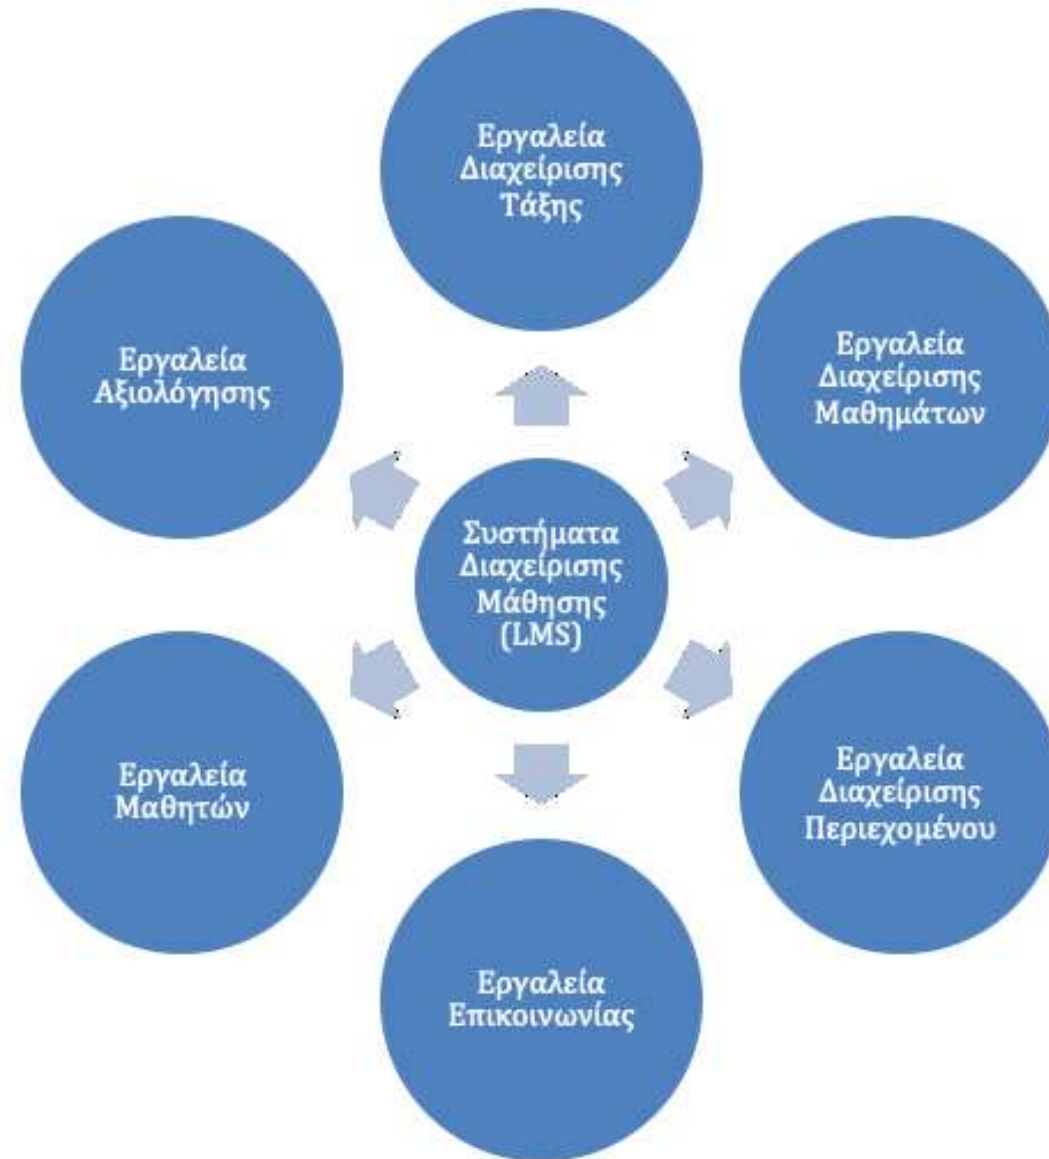 Εργαλεία
Διαχείρισης
Τάξης
Εργαλεία
Αξιολόγησης
Εργαλεία
Διαχείρισης
Μαθημάτων
Συστήματα
Διαχείρισης
Μάθησης
(LMS)
Εργαλεία
Μαθητών
Εργαλεία
Διαχείρισης
Περιεχομένου
Εργαλεία
Επικοινωνίας